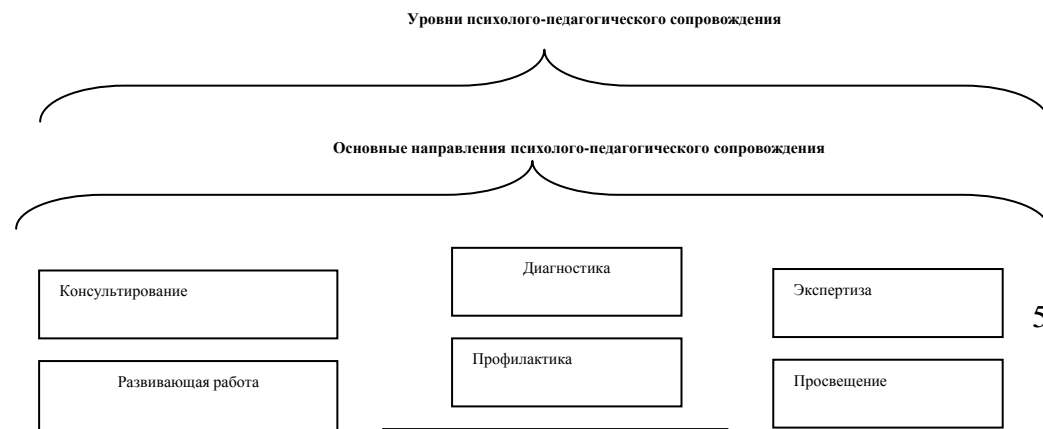 Уровни психолого-педагогического сопровождения
Основные направления психолого-педагогического сопровождения
Консультирование
Диагностика
Экспертиза
5
Развивающая работа
Профилактика
Просвещение